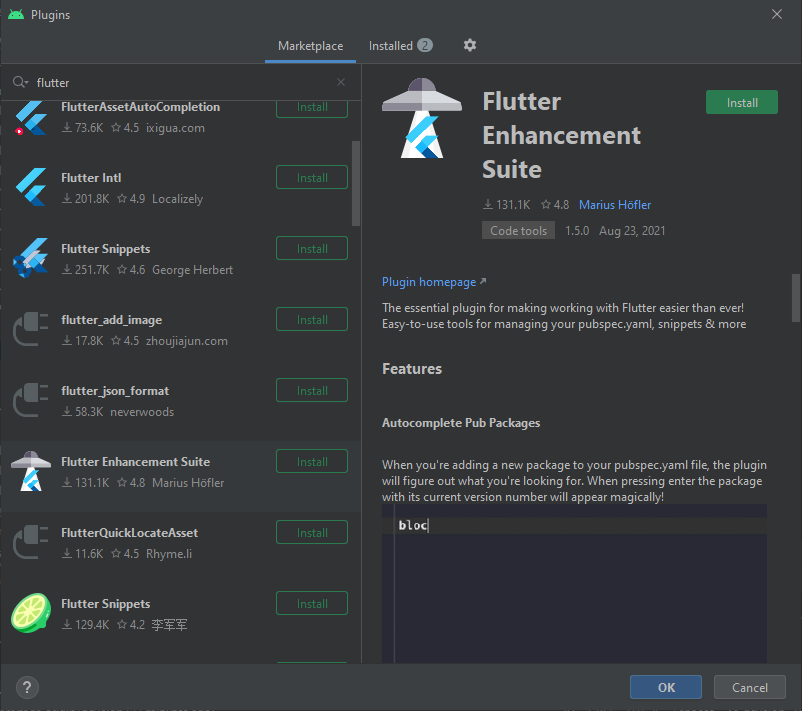 Plugins
Marketplace
Installed 2
flutter
FlutterAssetAutoCompletion
Install
73.6K 4.5 ixigua.com
Flutter Intl
Install
201.8K 4.9 Localizely
Flutter Snippets
Install
251.7K 4.6 George Herbert
flutter_add_image
Install
17.8K 4.5 zhoujiajun.com
flutter_json_format
Install
58.3K neverwoods
Flutter Enhancement Suite
Install
131.1K 4.8 Marius Höfler
FlutterQuickLocateAsset
Install
11.6K 4.5 Rhyme.li
Flutter Snippets
Install
129.4K 4.2 李军军
Flutter
Enhancement
Suite
Install
131.1K 4.8 Marius Höfler
Code tools 1.5.0 Aug 23, 2021
Plugin homepage
The essential plugin for making working with Flutter easier than ever!
Easy-to-use tools for managing your pubspec.yaml, snippets & more
Features
Autocomplete Pub Packages
When you're adding a new package to your pubspec.yaml file, the plugin
will figure out what you're looking for. When pressing enter the package
with its current version number will appear magically!
bloc
?
OK
Cancel